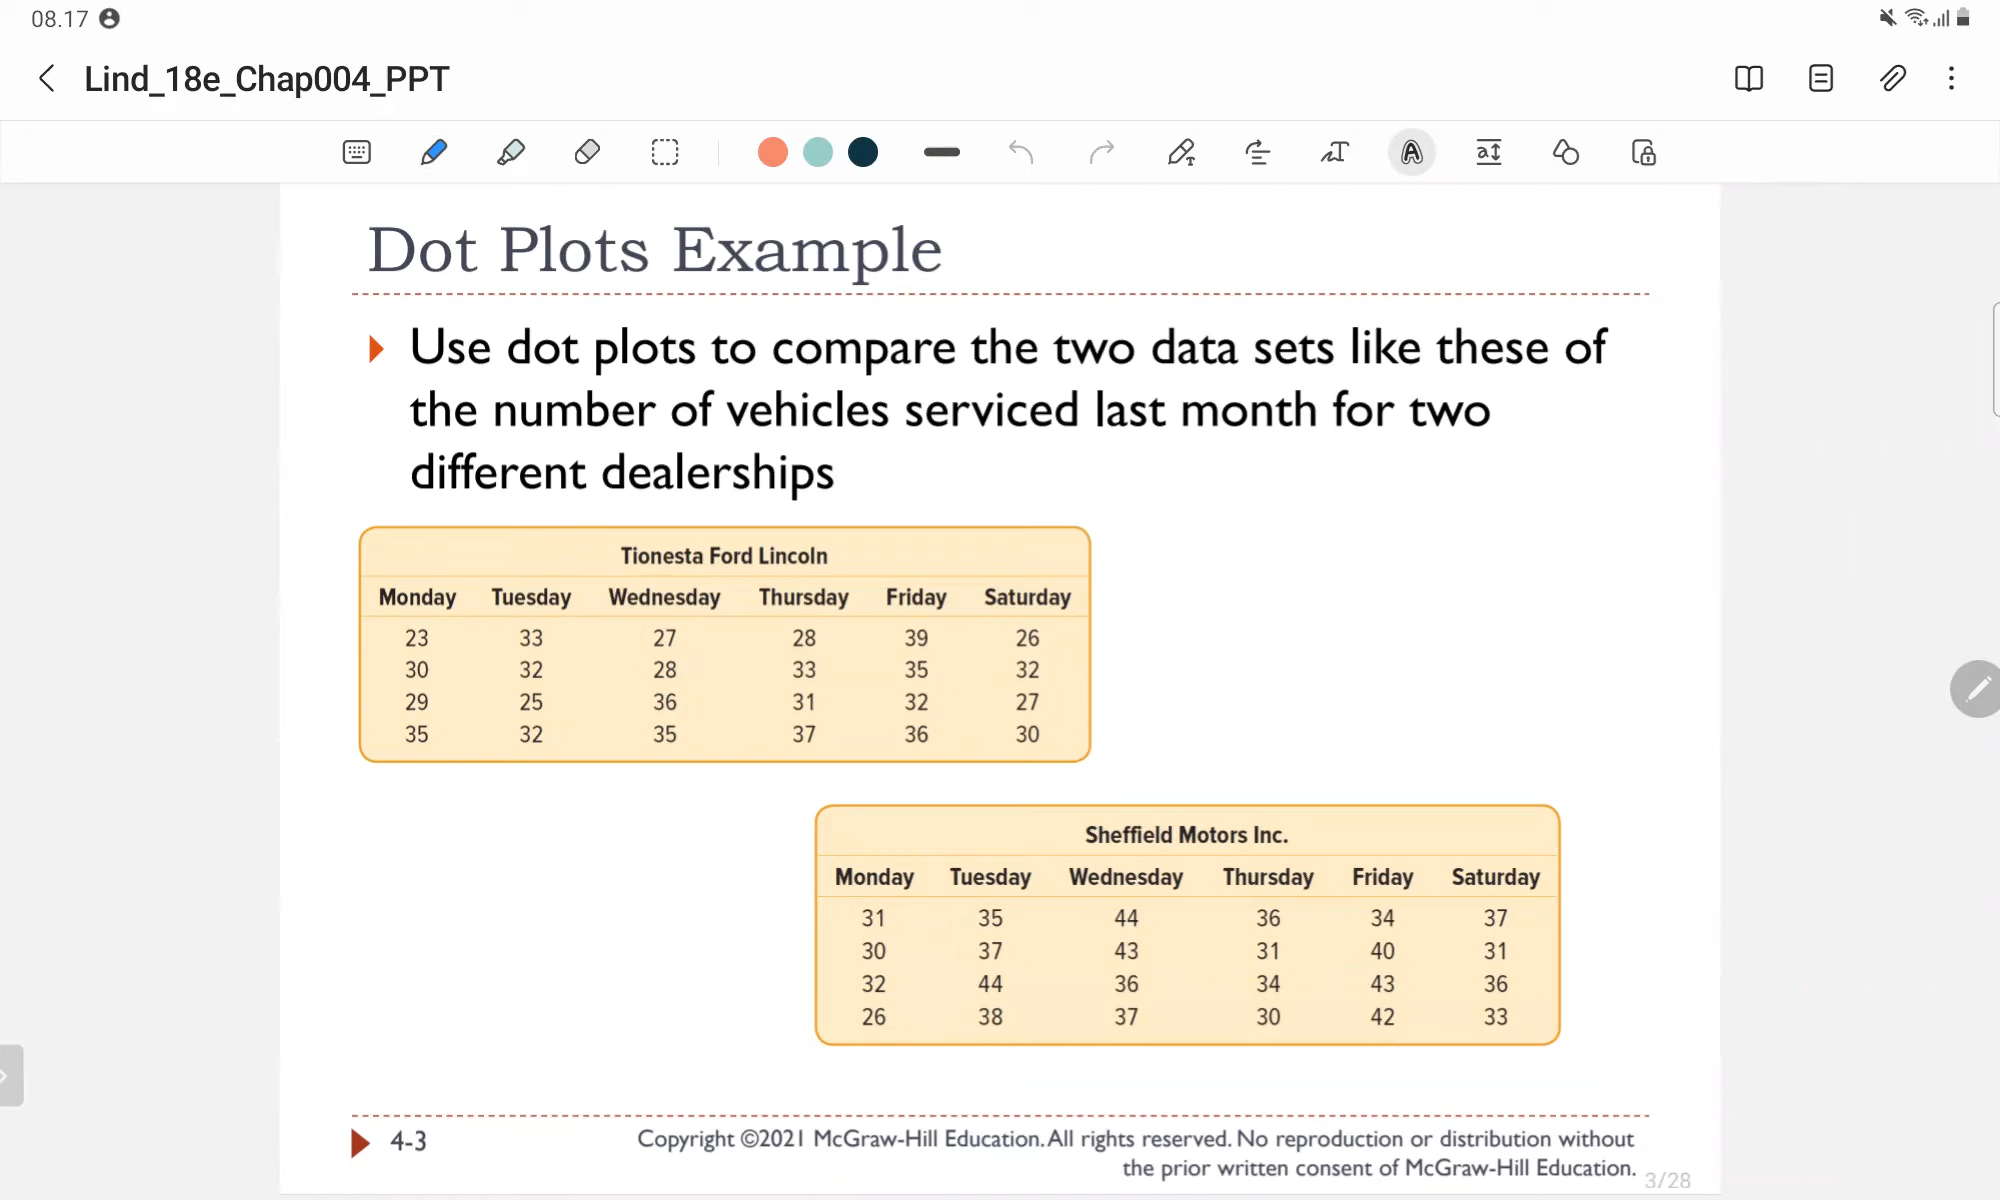 08.17
Lind_18e_Chap004_PPT
Dot Plots Example
Use dot plots to compare the two data sets like these of
the number of vehicles serviced last month for two
different dealerships
Tionesta Ford Lincoln
Monday Tuesday Wednesday Thursday Friday Saturday
23 33 27 28 39 26
30 32 28 33 35 32
29 25 36 31 32 27
35 32 35 37 36 30
Sheffield Motors Inc.
Monday Tuesday Wednesday Thursday Friday Saturday
31 35 44 36 34 37
30 37 43 31 40 31
32 44 36 34 43 36
26 38 37 30 42 33
4-3
Copyright ©2021 McGraw-Hill Education. All rights reserved. No reproduction or distribution without
the prior written consent of McGraw-Hill Education.
3/28